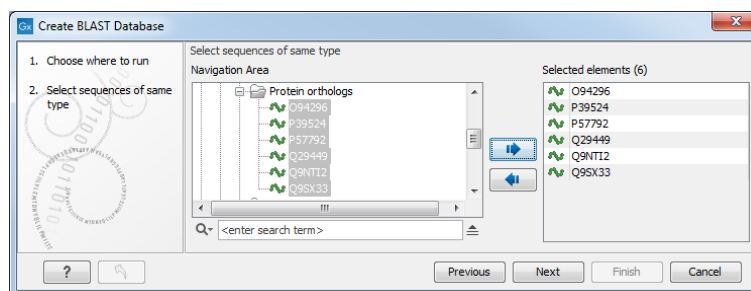 Gx Create BLAST Database
X
1. Choose where to run
2. Select sequences of same
type
Select sequences of same type
Navigation Area
Protein orthologs
O94296
P39524
P57792
Q29449
Q9NTI2
Q9SX33
<enter search term>
Selected elements (6)
O94296
P39524
P57792
Q29449
Q9NTI2
Q9SX33
?
Previous
Next
Finish
Cancel